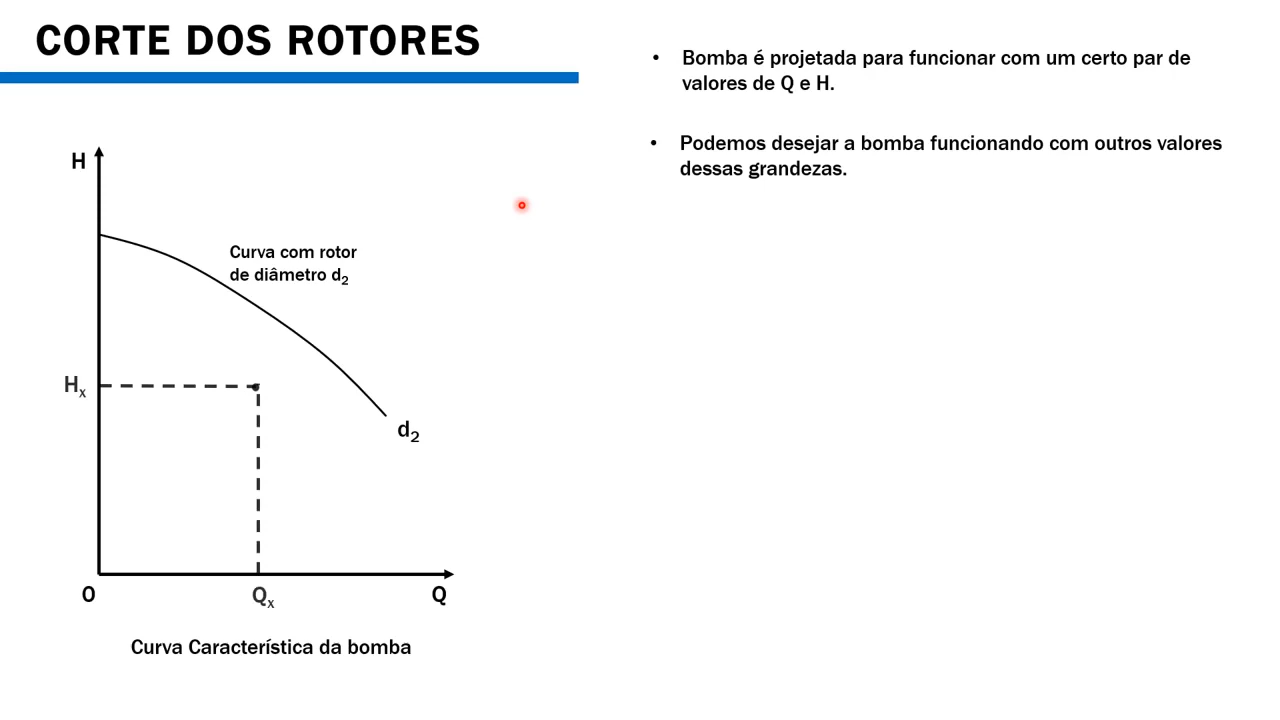 CORTE DOS ROTORES
• Bomba é projetada para funcionar com um certo par de
valores de Q e H.
• Podemos desejar a bomba funcionando com outros valores
dessas grandezas.
H
Curva com rotor
de diâmetro d₂
Hₓ
d₂
O
Qₓ
Q
Curva Característica da bomba